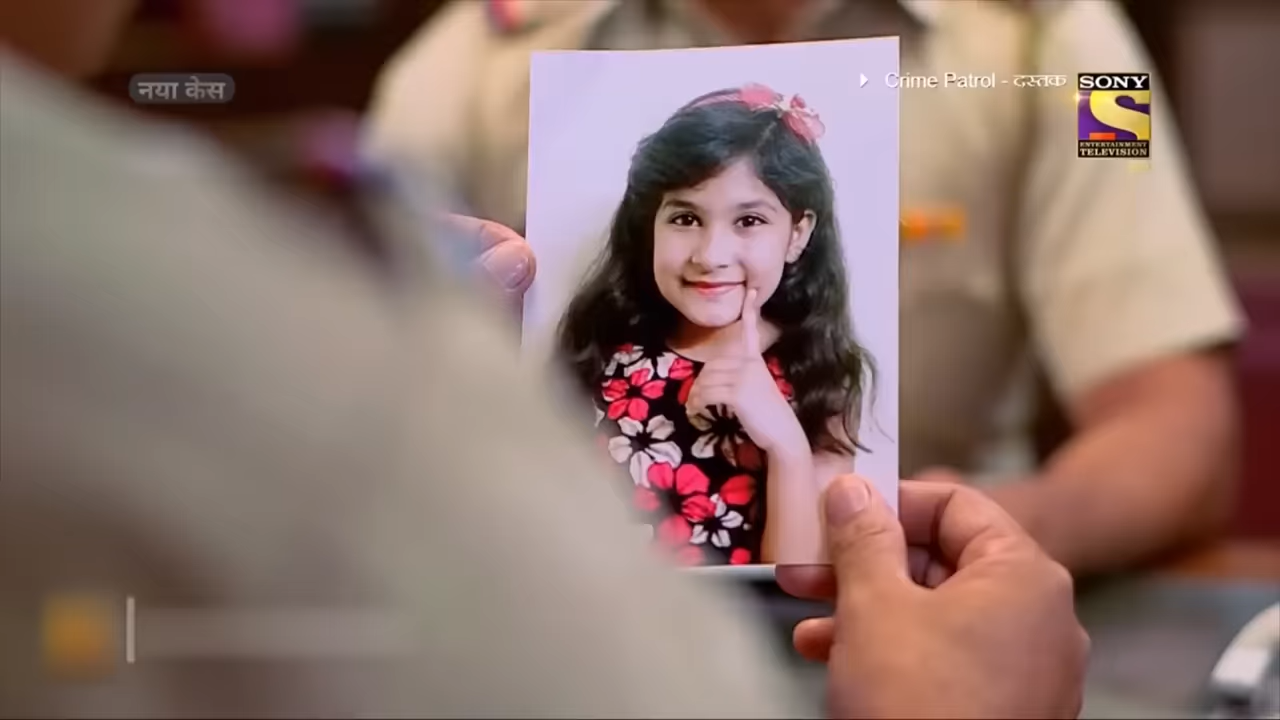 नया केस
Crime Patrol - दस्तक
SONY
ENTERTAINMENT
TELEVISION